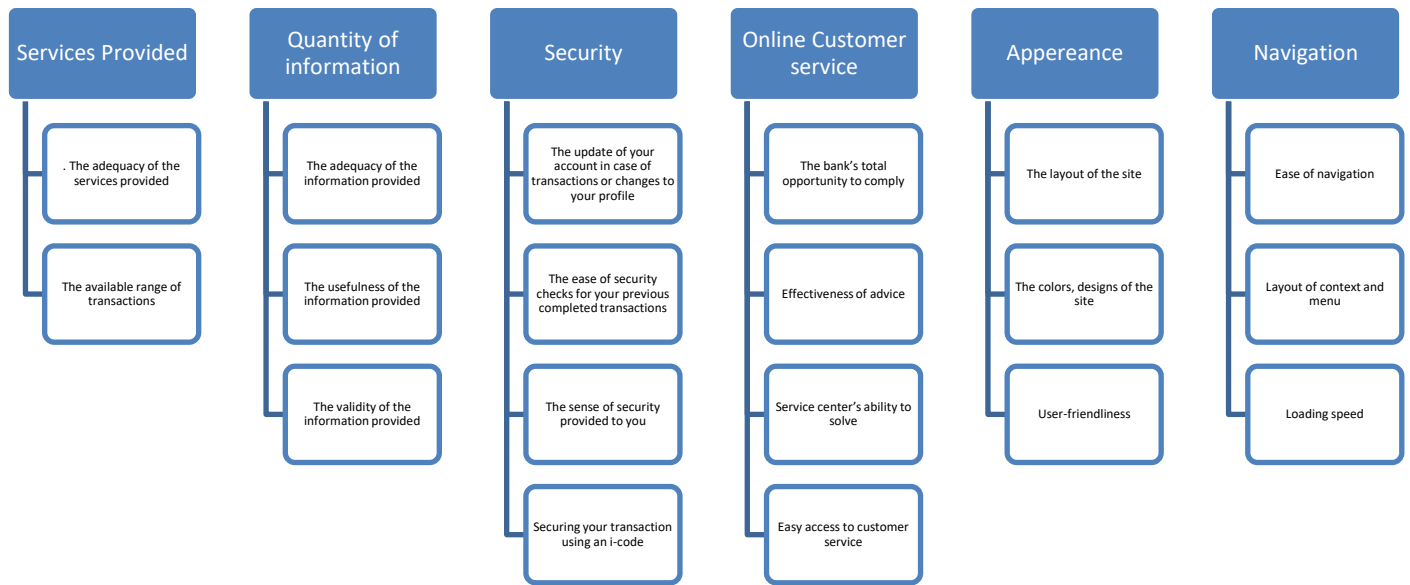 Services Provided
. The adequacy of the
services provided
The available range of
transactions
Quantity of
information
The adequacy of the
information provided
The usefulness of the
information provided
The validity of the
information provided
Security
The update of your
account in case of
transactions or changes to
your profile
The ease of security
checks for your previous
completed transactions
The sense of security
provided to you
Securing your transaction
using an i-code
Online Customer
service
The bank’s total
opportunity to comply
Effectiveness of advice
Service center’s ability to
solve
Easy access to customer
service
Appereance
The layout of the site
The colors, designs of the
site
User-friendliness
Navigation
Ease of navigation
Layout of context and
menu
Loading speed